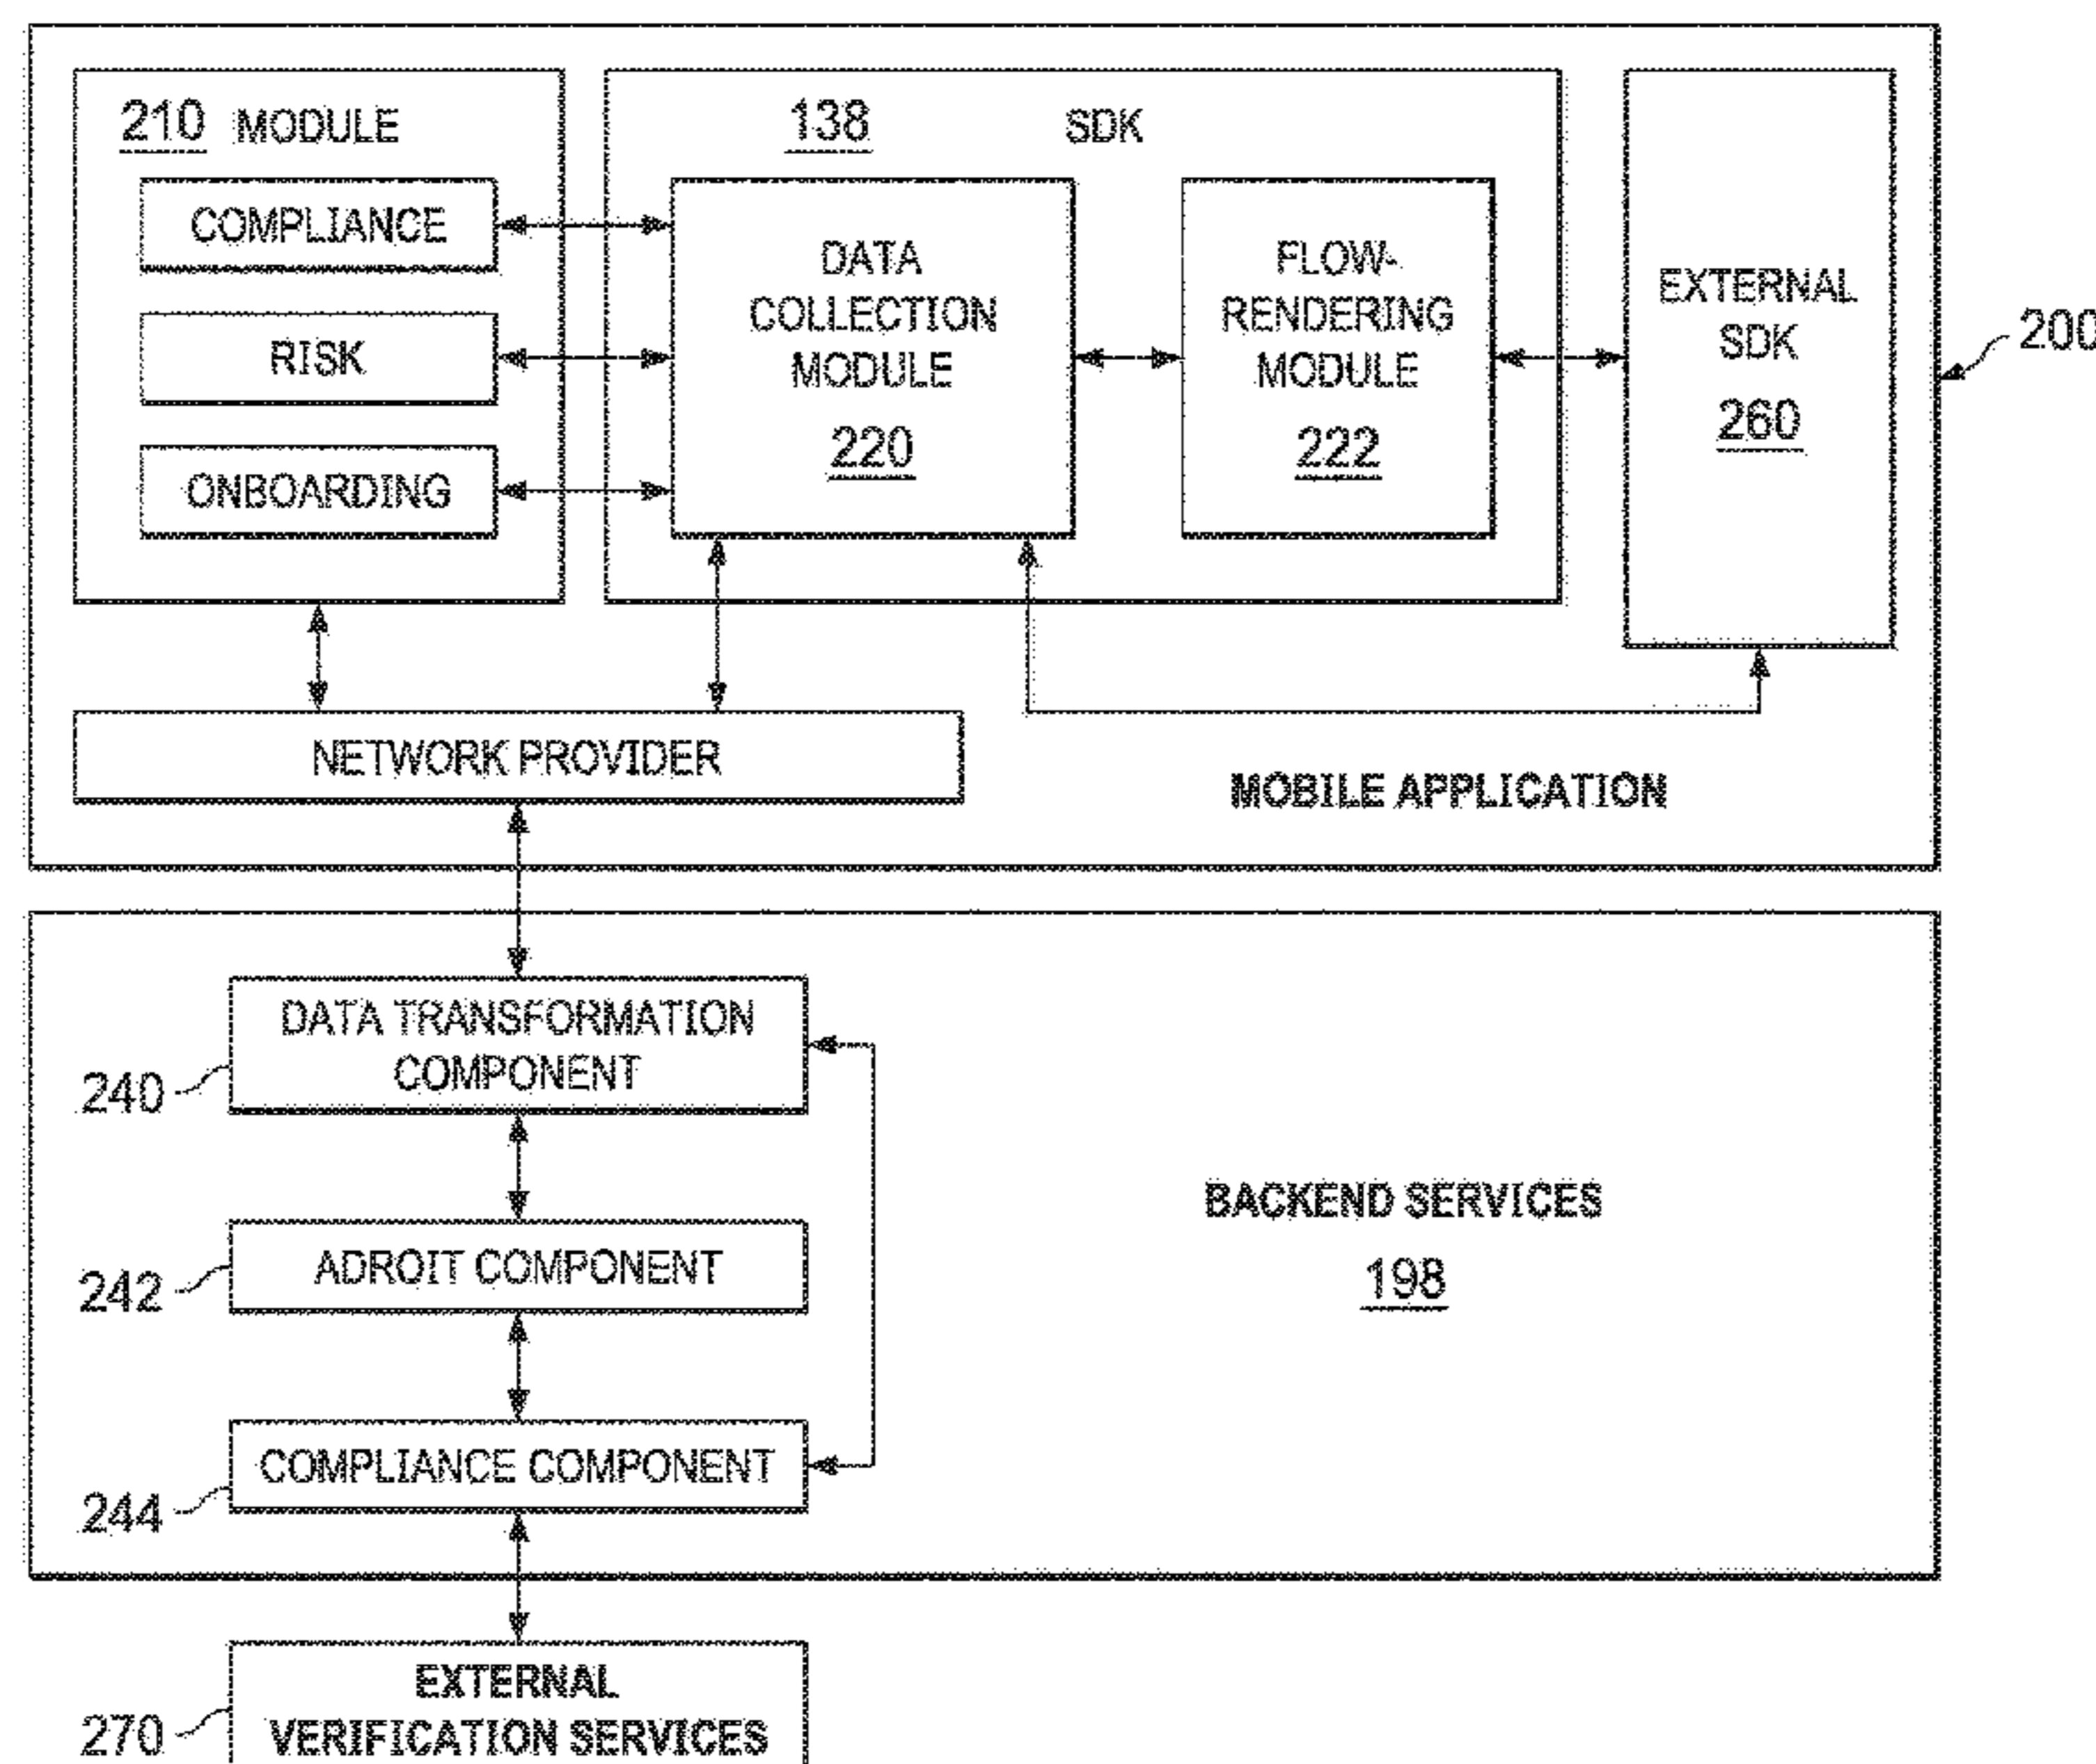 210 MODULE
COMPLIANCE
RISK
ONBOARDING
138 SDK
DATA
COLLECTION
MODULE
220
FLOW-
RENDERING
MODULE
222
EXTERNAL
SDK
260
200
NETWORK PROVIDER
MOBILE APPLICATION
DATA TRANSFORMATION
COMPONENT
240
ADROIT COMPONENT
242
COMPLIANCE COMPONENT
244
BACKEND SERVICES
198
EXTERNAL
VERIFICATION SERVICES
270